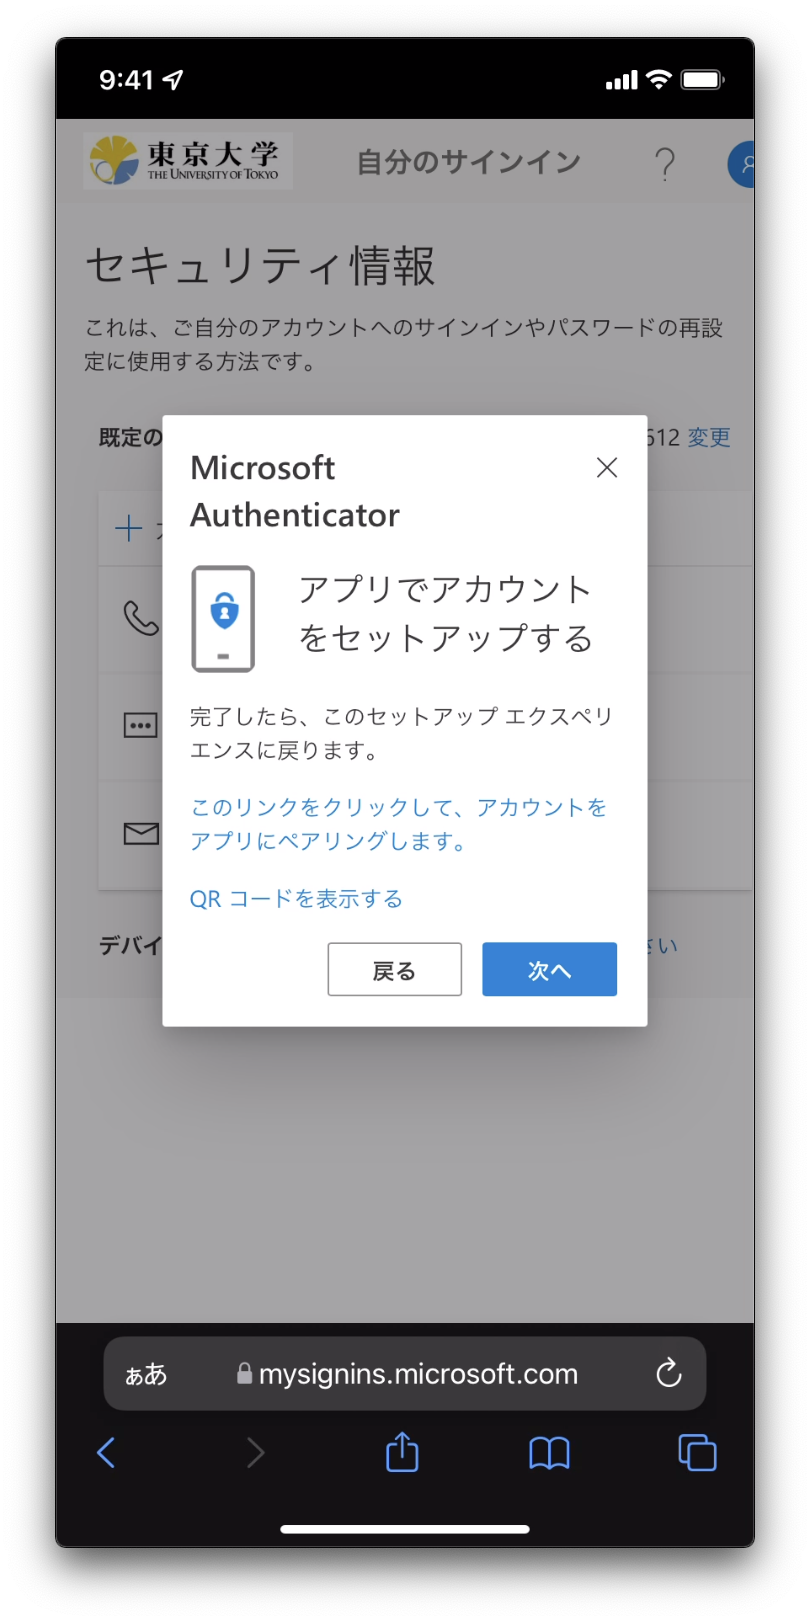 9:41
東京大学
THE UNIVERSITY OF TOKYO
自分のサインイン
セキュリティ情報
これは、ご自分のアカウントへのサインインやパスワードの再設
定に使用する方法です。
既定の
612 変更
Microsoft
Authenticator
アプリでアカウント
をセットアップする
完了したら、このセットアップ エクスペリ
エンスに戻ります。
このリンクをクリックして、アカウントを
アプリにペアリングします。
QR コードを表示する
デバイ
さい
戻る
次へ
ぁあ
mysignins.microsoft.com